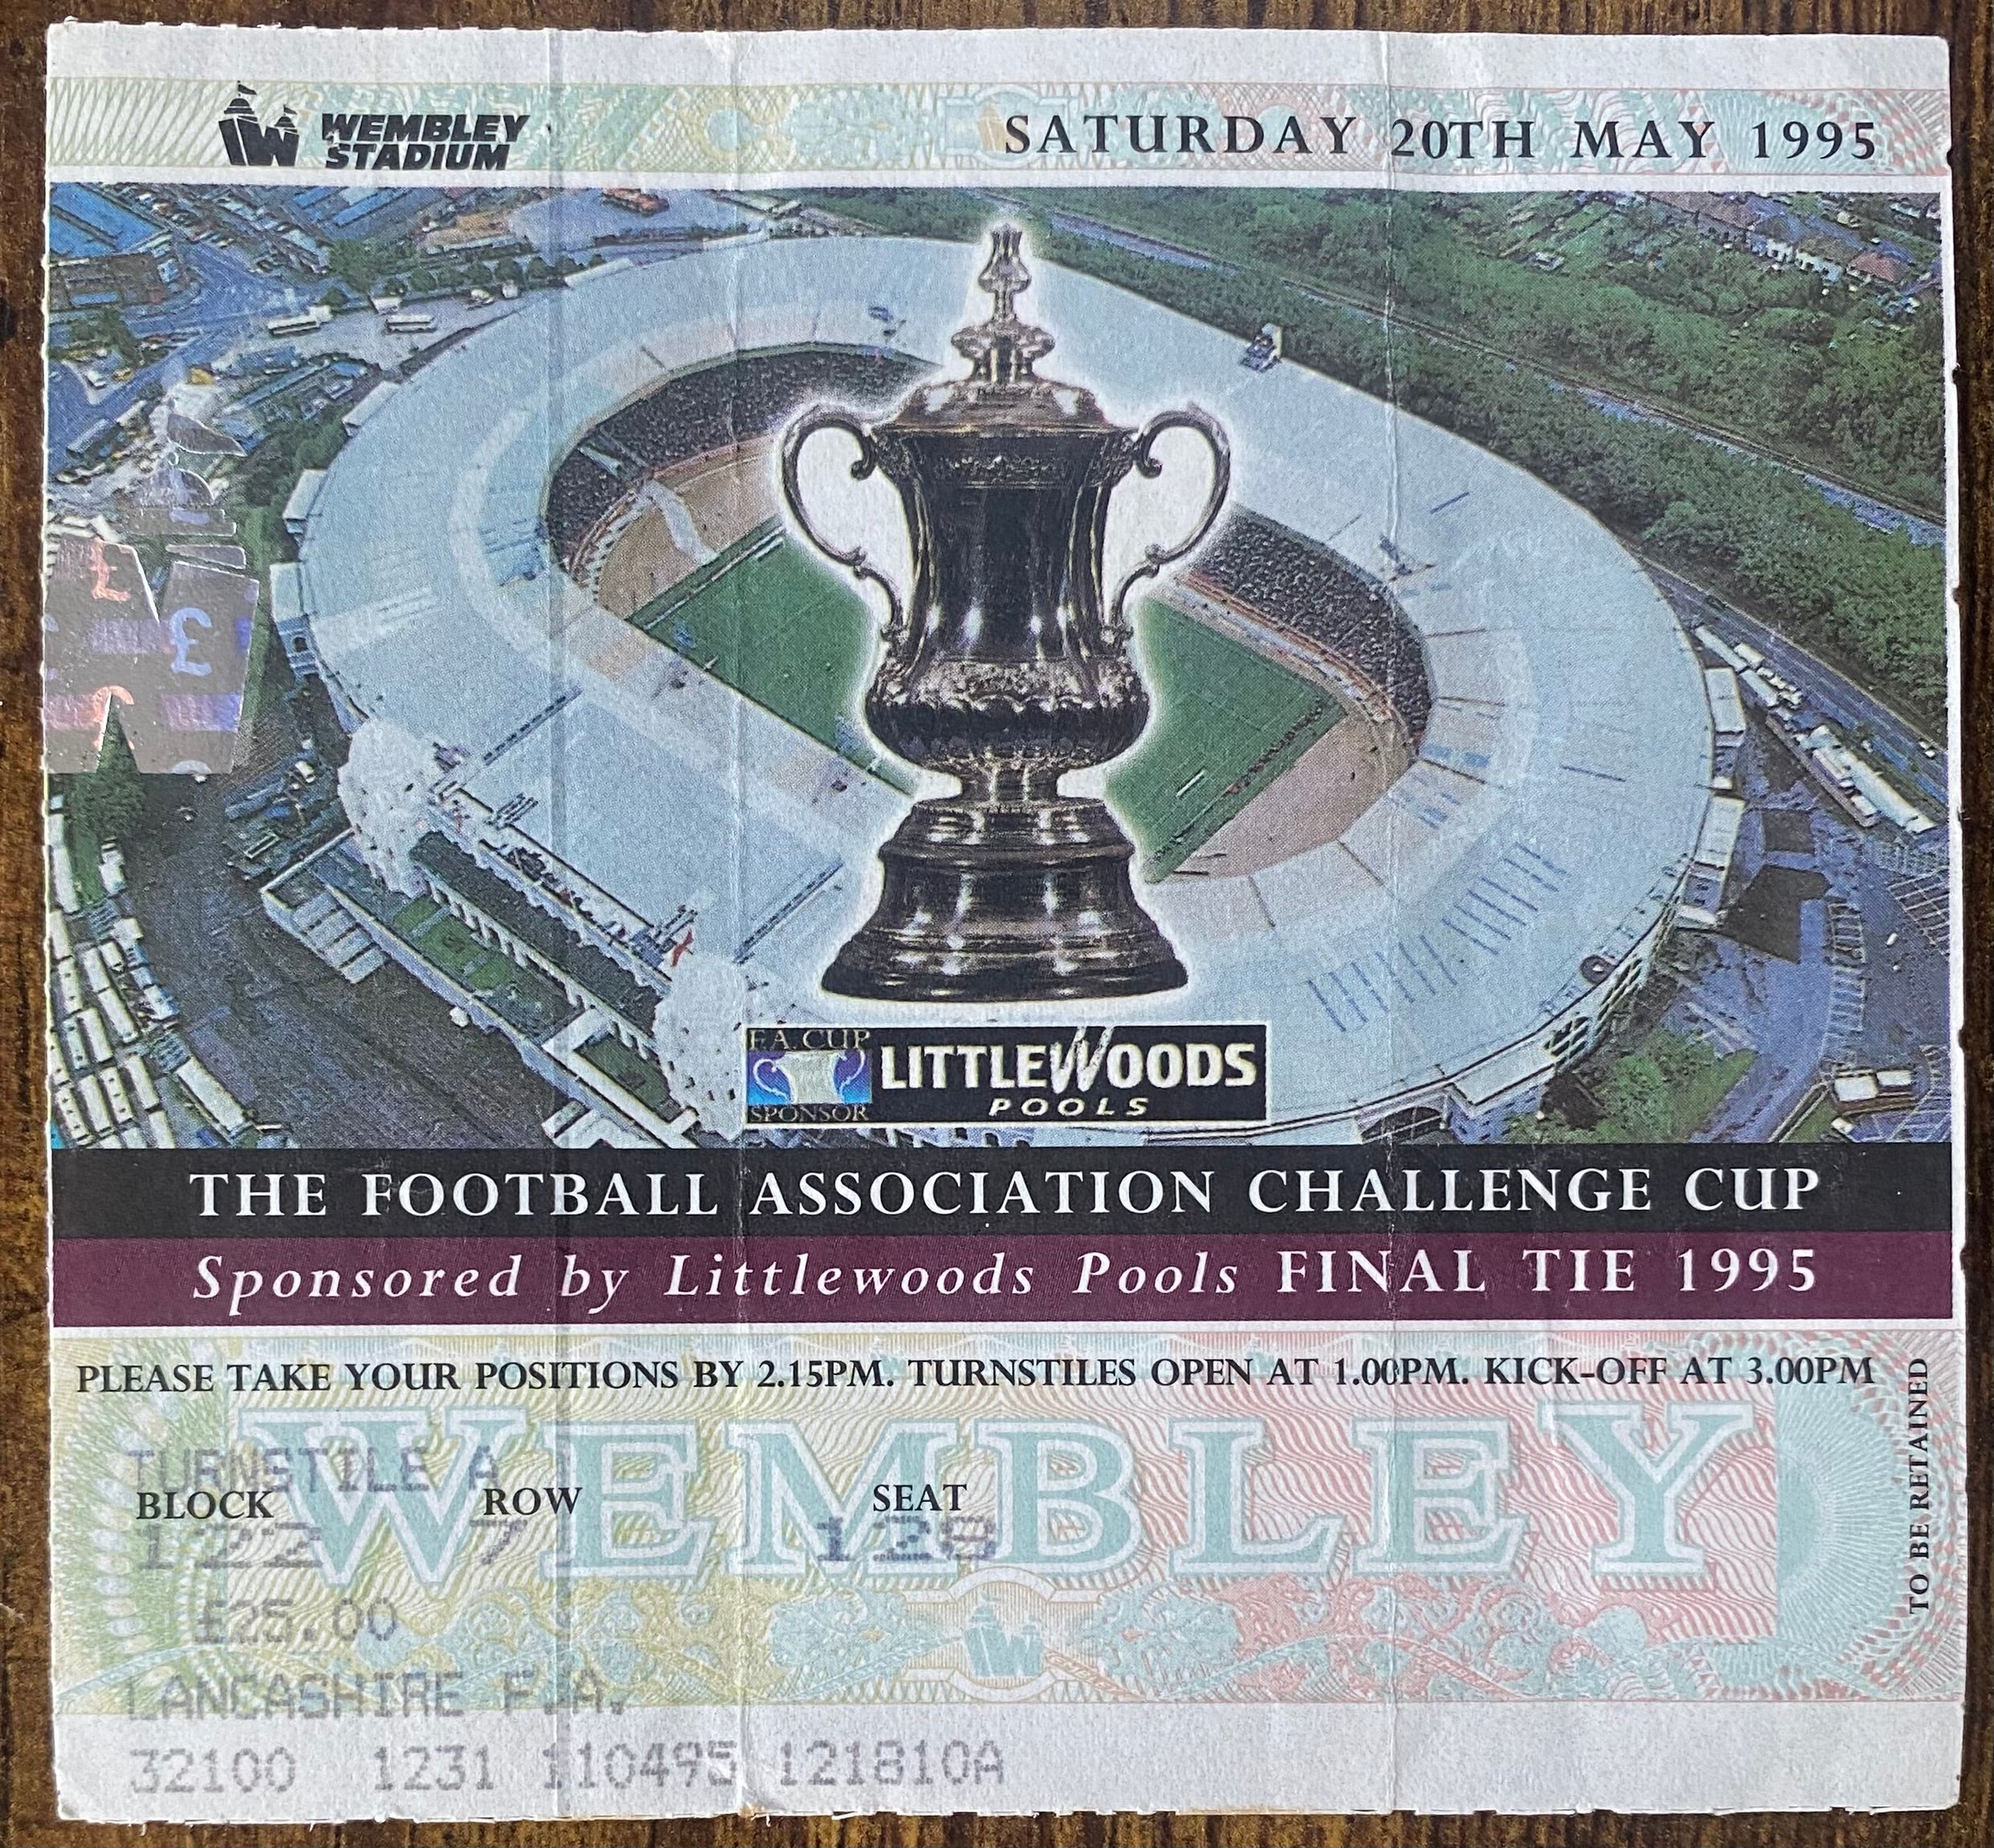 WEMBLEY
STADIUM
SATURDAY 20TH MAY 1995
£
£
F.A. CUP
SPONSOR
LITTLEWOODS
POOLS
THE FOOTBALL ASSOCIATION CHALLENGE CUP
Sponsored by Littlewoods Pools FINAL TIE 1995
PLEASE TAKE YOUR POSITIONS BY 2.15PM. TURNSTILES OPEN AT 1.00PM. KICK-OFF AT 3.00PM
TO BE RETAINED
WEMBLEY
TURNSTILE A
BLOCK ROW SEAT
122 7 128
£25.00
LANCASHIRE F.A.
32100 1231 110495 121810A